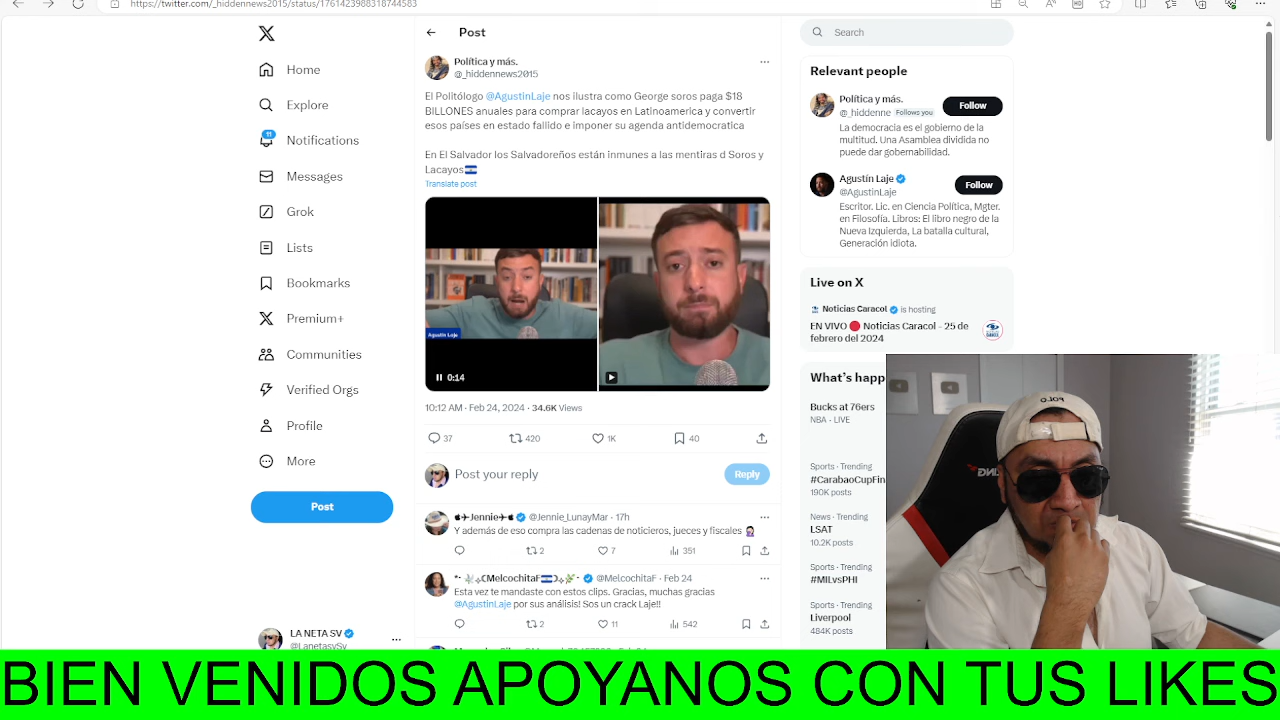 https://twitter.com/_hiddennews2015/status/1761423988318744583
Home
Explore
11
Notifications
Messages
Grok
Lists
Bookmarks
Premium+
Communities
Verified Orgs
Profile
More
Post
LA NETA SV
@LanetasySv
Post
Política y más.
@_hiddennews2015
El Politólogo @AgustinLaje nos ilustra como George soros paga $18
BILLONES anuales para comprar lacayos en Latinoamerica y convertir
esos países en estado fallido e imponer su agenda antidemocratica
En El Salvador los Salvadoreños están inmunes a las mentiras d Soros y
Lacayos🇸🇻
Translate post
Agustín Laje
0:14
10:12 AM · Feb 24, 2024 · 34.6K Views
37
420
1K
40
Post your reply
Reply
Jennie @Jennie_LunayMar · 17h
Y además de eso compra las cadenas de noticieros, jueces y fiscales
2
7
351
MelcochitaF @MelcochitaF · Feb 24
Esta vez te mandaste con estos clips. Gracias, muchas gracias
@AgustinLaje por sus análisis! Sos un crack Laje!!
2
11
542
Search
Relevant people
Política y más.
@_hiddenne Follows you
Follow
La democracia es el gobierno de la
multitud. Una Asamblea dividida no
puede dar gobernabilidad.
Agustín Laje
@AgustinLaje
Follow
Escritor. Lic. en Ciencia Política, Mgter.
en Filosofía. Libros: El libro negro de la
Nueva Izquierda, La batalla cultural,
Generación idiota.
Live on X
Noticias Caracol is hosting
EN VIVO 🔴 Noticias Caracol - 25 de
febrero del 2024
What's happ
Bucks at 76ers
NBA · LIVE
Sports · Trending
#CarabaoCupFin
190K posts
News · Trending
LSAT
10.2K posts
Sports · Trending
#MILvsPHI
Sports · Trending
Liverpool
484K posts
POLO
BIEN VENIDOS APOYANOS CON TUS LIKES